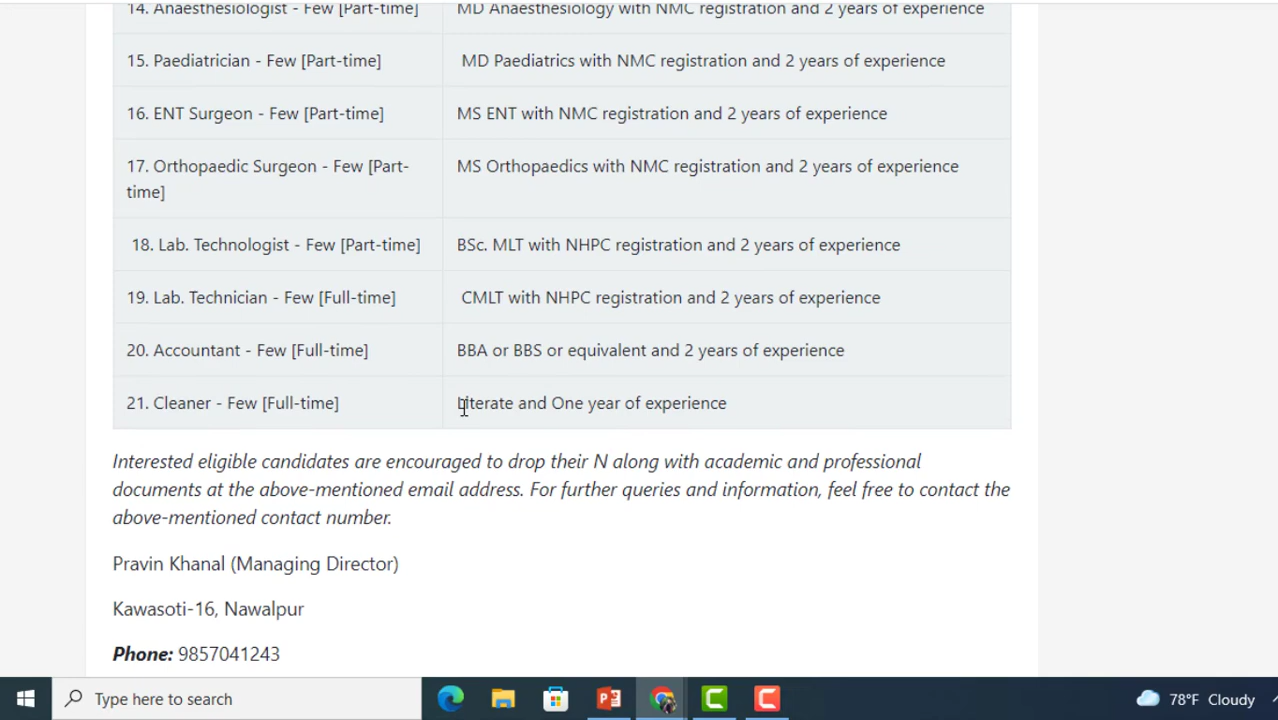 14. Anaesthesiologist - Few [Part-time] MD Anaesthesiology with NMC registration and 2 years of experience
15. Paediatrician - Few [Part-time] MD Paediatrics with NMC registration and 2 years of experience
16. ENT Surgeon - Few [Part-time] MS ENT with NMC registration and 2 years of experience
17. Orthopaedic Surgeon - Few [Part- MS Orthopaedics with NMC registration and 2 years of experience
time]
18. Lab. Technologist - Few [Part-time] BSc. MLT with NHPC registration and 2 years of experience
19. Lab. Technician - Few [Full-time] CMLT with NHPC registration and 2 years of experience
20. Accountant - Few [Full-time] BBA or BBS or equivalent and 2 years of experience
21. Cleaner - Few [Full-time] Literate and One year of experience
Interested eligible candidates are encouraged to drop their N along with academic and professional
documents at the above-mentioned email address. For further queries and information, feel free to contact the
above-mentioned contact number.
Pravin Khanal (Managing Director)
Kawasoti-16, Nawalpur
Phone: 9857041243
Type here to search 78°F Cloudy